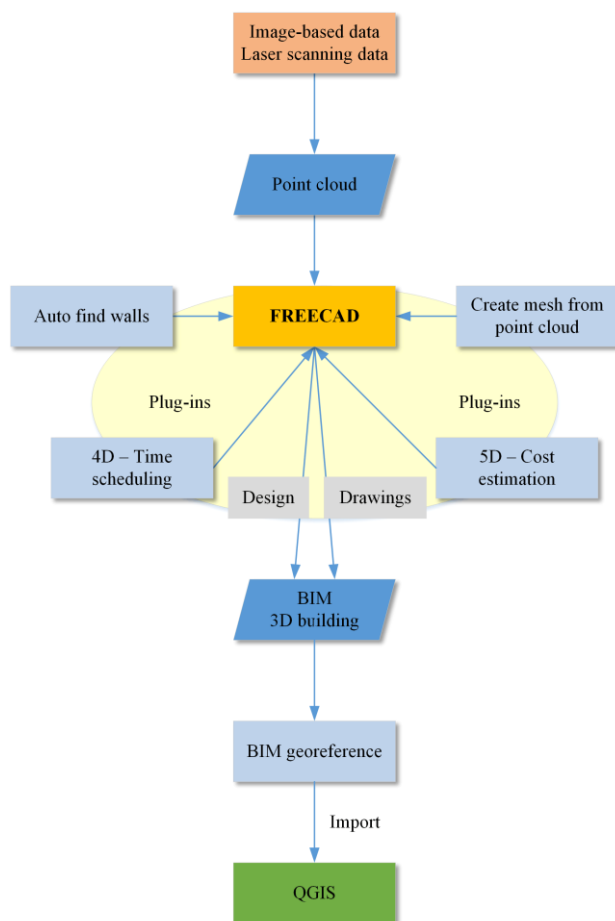 Image-based data
Laser scanning data
Point cloud
Auto find walls
FREECAD
Create mesh from
point cloud
Plug-ins
Plug-ins
4D – Time
scheduling
5D – Cost
estimation
Design
Drawings
BIM
3D building
BIM georeference
Import
QGIS